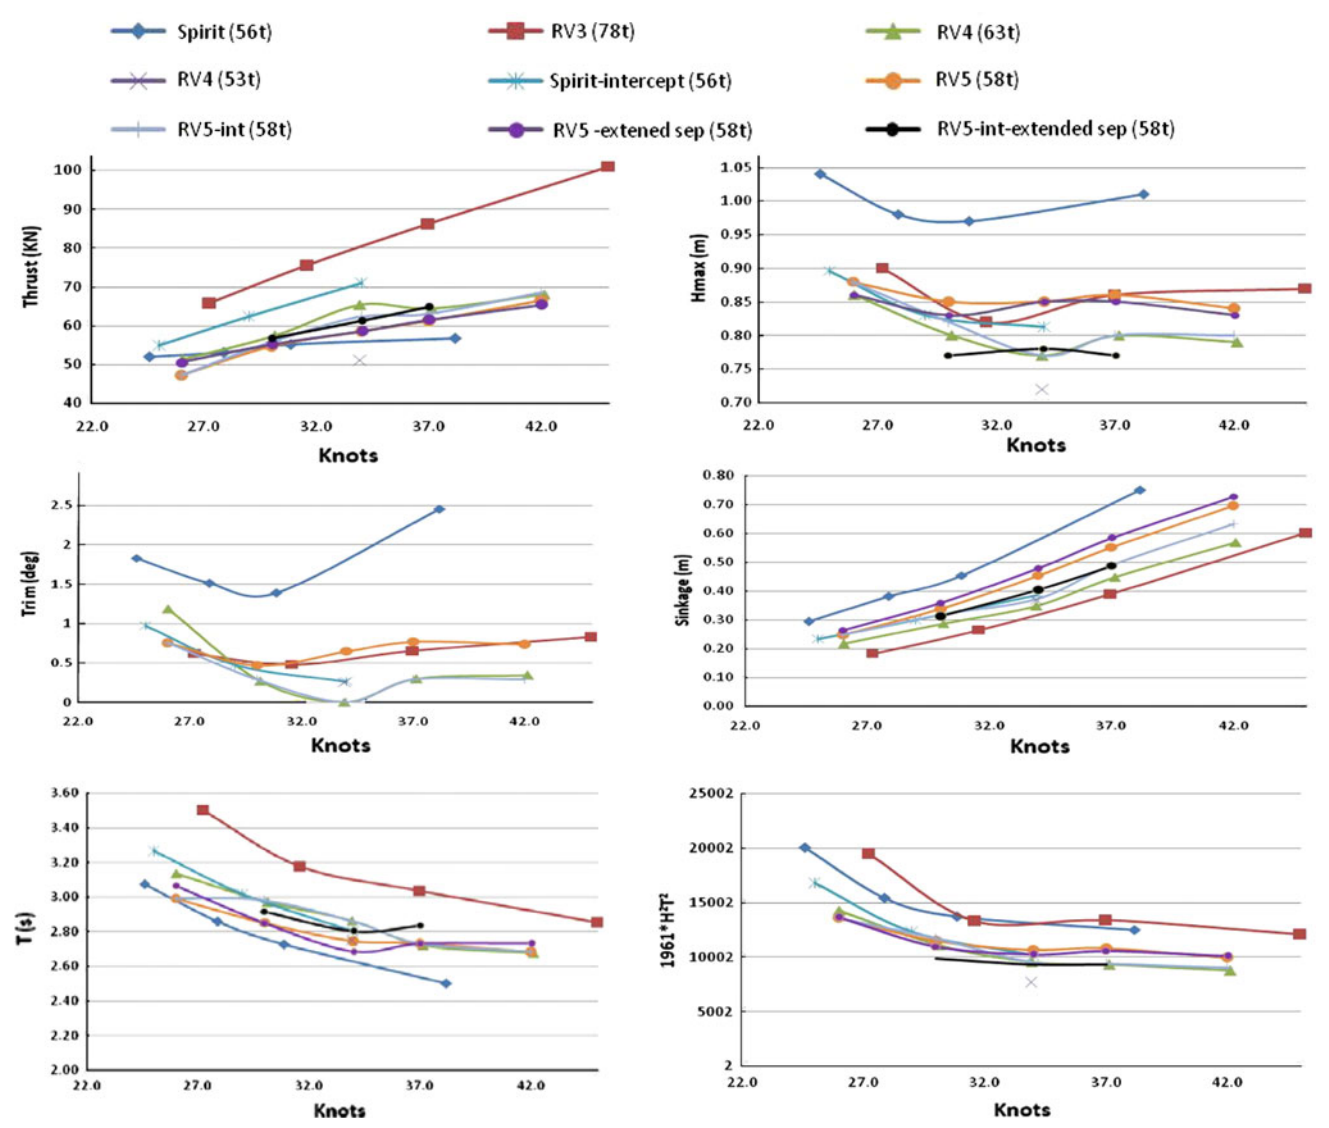 Spirit (56t) RV3 (78t) RV4 (63t)
RV4 (53t) Spirit-intercept (56t) RV5 (58t)
RV5-int (58t) RV5 -extened sep (58t) RV5-int-extended sep (58t)
Thrust (KN)
100
90
80
70
60
50
40
22.0 27.0 32.0 37.0 42.0
Knots
Hmax (m)
1.05
1.00
0.95
0.90
0.85
0.80
0.75
0.70
22.0 27.0 32.0 37.0 42.0
Knots
Trim (deg)
2.5
2
1.5
1
0.5
0
22.0 27.0 32.0 37.0 42.0
Knots
Sinkage (m)
0.80
0.70
0.60
0.50
0.40
0.30
0.20
0.10
0.00
22.0 27.0 32.0 37.0 42.0
Knots
T (s)
3.60
3.40
3.20
3.00
2.80
2.60
2.40
2.20
2.00
22.0 27.0 32.0 37.0 42.0
Knots
1961*H²T²
25002
20002
15002
10002
5002
2
22.0 27.0 32.0 37.0 42.0
Knots